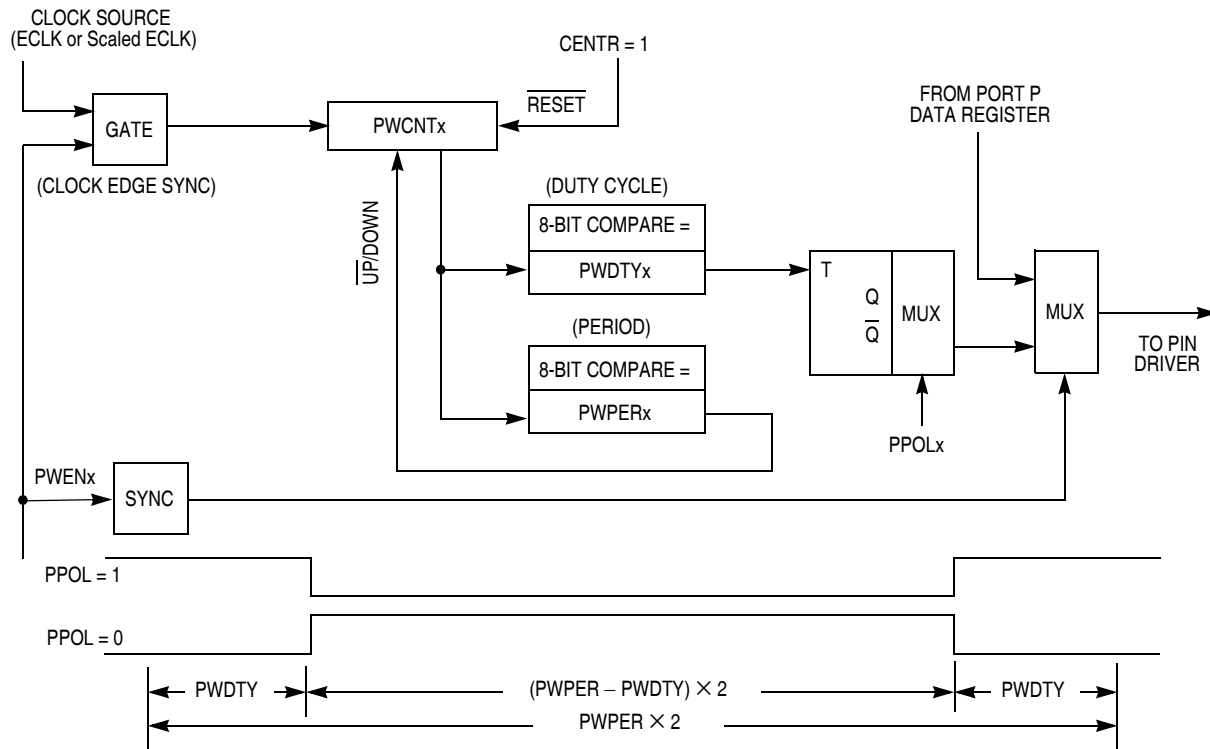 CLOCK SOURCE
(ECLK or Scaled ECLK)
CENTR = 1
RESET
FROM PORT P
DATA REGISTER
GATE
PWCNTx
(CLOCK EDGE SYNC)
UP/DOWN
(DUTY CYCLE)
8-BIT COMPARE =
PWDTYx
T
Q
Q
MUX
MUX
TO PIN
DRIVER
(PERIOD)
8-BIT COMPARE =
PWPERx
PPOLx
PWENx
SYNC
PPOL = 1
PPOL = 0
PWDTY
(PWPER – PWDTY) × 2
PWDTY
PWPER × 2